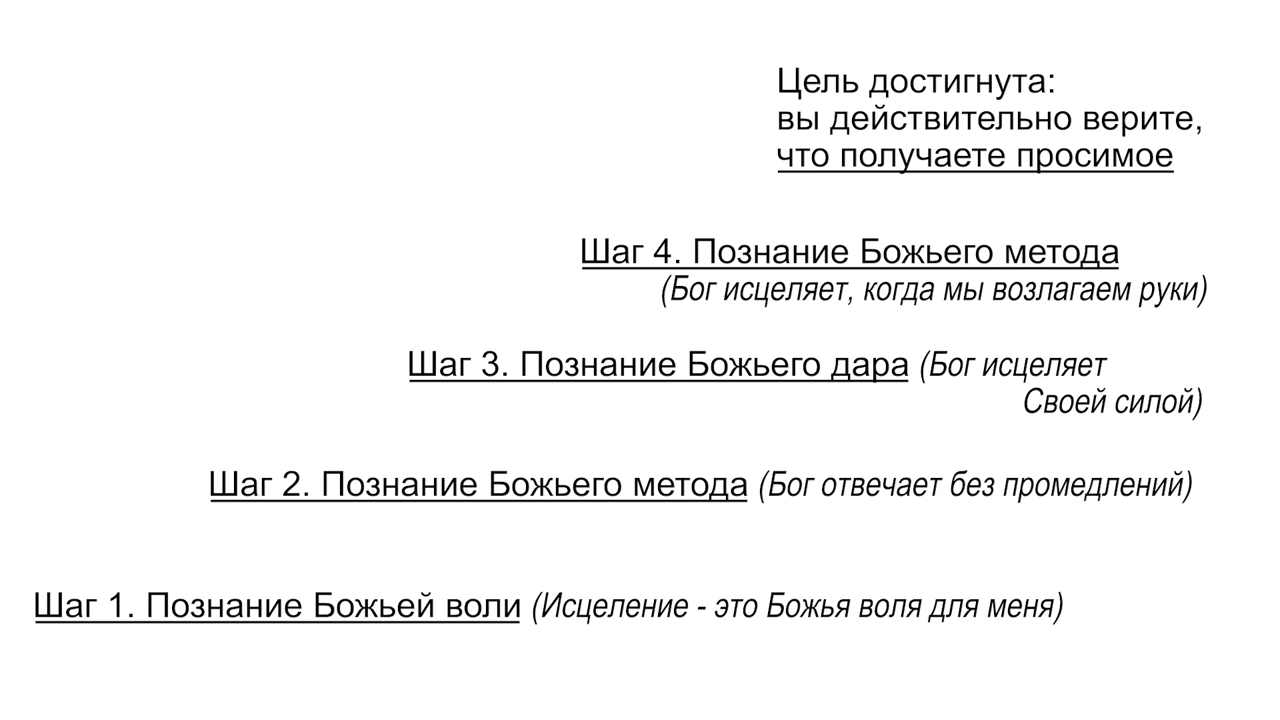 Цель достигнута:
вы действительно верите,
что получаете просимое
Шаг 4. Познание Божьего метода
(Бог исцеляет, когда мы возлагаем руки)
Шаг 3. Познание Божьего дара (Бог исцеляет
Своей силой)
Шаг 2. Познание Божьего метода (Бог отвечает без промедлений)
Шаг 1. Познание Божьей воли (Исцеление - это Божья воля для меня)